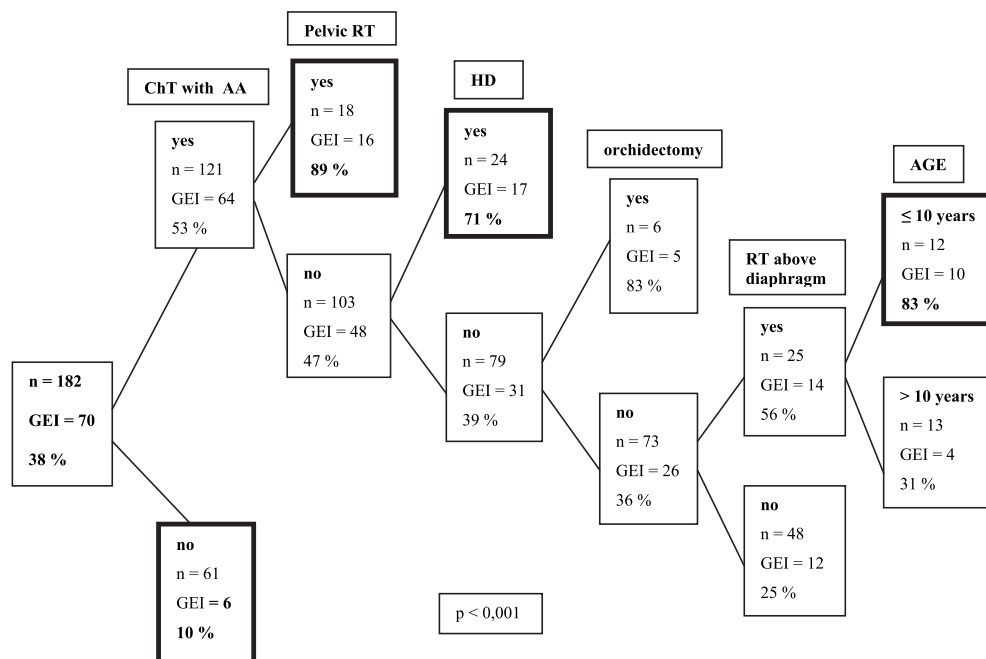 Pelvic RT
yes
n = 18
GEI = 16
89 %
ChT with AA
yes
n = 121
GEI = 64
53 %
HD
yes
n = 24
GEI = 17
71 %
orchidectomy
yes
n = 6
GEI = 5
83 %
AGE
≤ 10 years
n = 12
GEI = 10
83 %
RT above
diaphragm
yes
n = 25
GEI = 14
56 %
no
n = 103
GEI = 48
47 %
no
n = 79
GEI = 31
39 %
n = 182
GEI = 70
38 %
no
n = 73
GEI = 26
36 %
> 10 years
n = 13
GEI = 4
31 %
no
n = 48
GEI = 12
25 %
no
n = 61
GEI = 6
10 %
p < 0,001